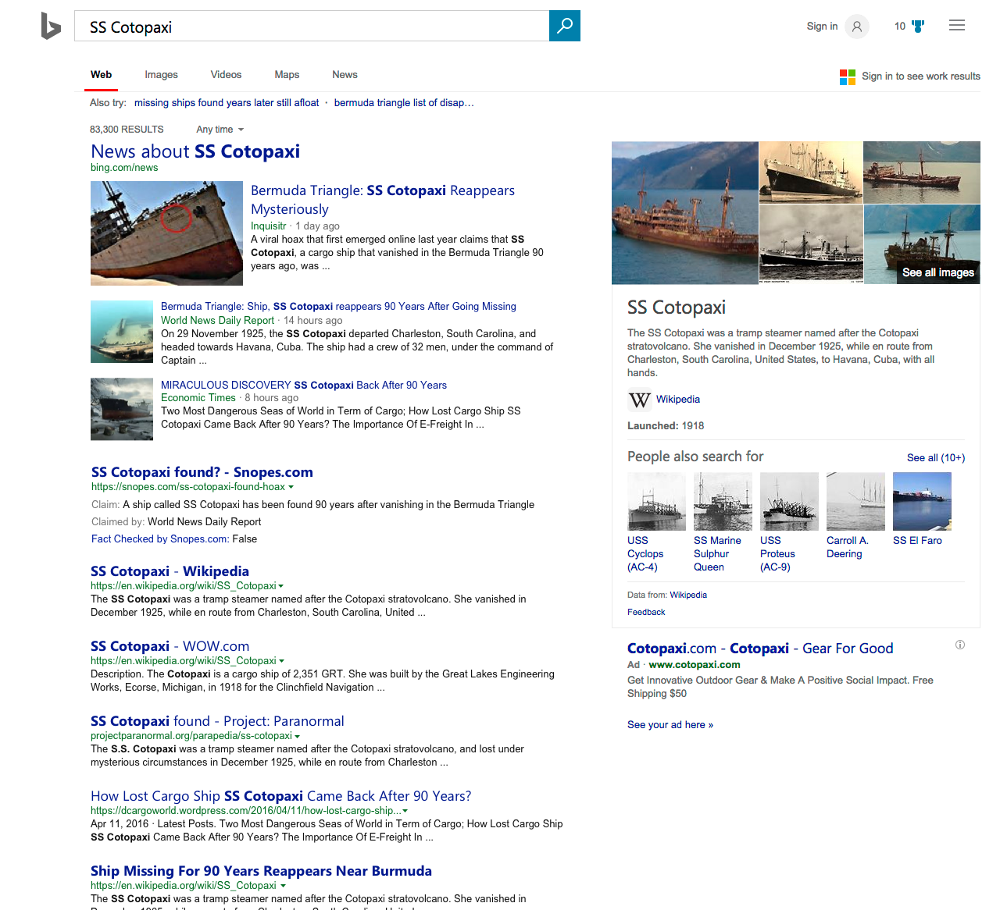 SS Cotopaxi
Sign in
10
Web
Images
Videos
Maps
News
Sign in to see work results
Also try: missing ships found years later still afloat · bermuda triangle list of disap…
83,300 RESULTS
Any time
News about SS Cotopaxi
bing.com/news
Bermuda Triangle: SS Cotopaxi Reappears
Mysteriously
Inquisitr · 1 day ago
A viral hoax that first emerged online last year claims that SS
Cotopaxi, a cargo ship that vanished in the Bermuda Triangle 90
years ago, was ...
Bermuda Triangle: Ship, SS Cotopaxi reappears 90 Years After Going Missing
World News Daily Report · 14 hours ago
On 29 November 1925, the SS Cotopaxi departed Charleston, South Carolina, and
headed towards Havana, Cuba. The ship had a crew of 32 men, under the command of
Captain ...
MIRACULOUS DISCOVERY SS Cotopaxi Back After 90 Years
Economic Times · 8 hours ago
Two Most Dangerous Seas of World in Term of Cargo; How Lost Cargo Ship SS
Cotopaxi Came Back After 90 Years? The Importance Of E-Freight In ...
SS Cotopaxi found? - Snopes.com
https://snopes.com/ss-cotopaxi-found-hoax
Claim: A ship called SS Cotopaxi has been found 90 years after vanishing in the Bermuda Triangle
Claimed by: World News Daily Report
Fact Checked by Snopes.com: False
SS Cotopaxi - Wikipedia
https://en.wikipedia.org/wiki/SS_Cotopaxi
The SS Cotopaxi was a tramp steamer named after the Cotopaxi stratovolcano. She vanished in
December 1925, while en route from Charleston, South Carolina, United ...
SS Cotopaxi - WOW.com
https://en.wikipedia.org/wiki/SS_Cotopaxi
Description. The Cotopaxi is a cargo ship of 2,351 GRT. She was built by the Great Lakes Engineering
Works, Ecorse, Michigan, in 1918 for the Clinchfield Navigation ...
SS Cotopaxi found - Project: Paranormal
projectparanormal.org/parapedia/ss-cotopaxi
The S.S. Cotopaxi was a tramp steamer named after the Cotopaxi stratovolcano, and lost under
mysterious circumstances in December 1925, while en route from Charleston ...
How Lost Cargo Ship SS Cotopaxi Came Back After 90 Years?
https://dcargoworld.wordpress.com/2016/04/11/how-lost-cargo-ship...
Apr 11, 2016 · Latest Posts. Two Most Dangerous Seas of World in Term of Cargo; How Lost Cargo Ship
SS Cotopaxi Came Back After 90 Years? The Importance Of E-Freight In ...
Ship Missing For 90 Years Reappears Near Burmuda
https://en.wikipedia.org/wiki/SS_Cotopaxi
The SS Cotopaxi was a tramp steamer named after the Cotopaxi stratovolcano. She vanished in
See all images
SS Cotopaxi
The SS Cotopaxi was a tramp steamer named after the Cotopaxi
stratovolcano. She vanished in December 1925, while en route from
Charleston, South Carolina, United States, to Havana, Cuba, with all
hands.
W Wikipedia
Launched: 1918
People also search for
See all (10+)
USS
Cyclops
(AC-4)
SS Marine
Sulphur
Queen
USS
Proteus
(AC-9)
Carroll A.
Deering
SS El Faro
Data from: Wikipedia
Feedback
Cotopaxi.com - Cotopaxi - Gear For Good
Ad · www.cotopaxi.com
Get Innovative Outdoor Gear & Make A Positive Social Impact. Free
Shipping $50
See your ad here »